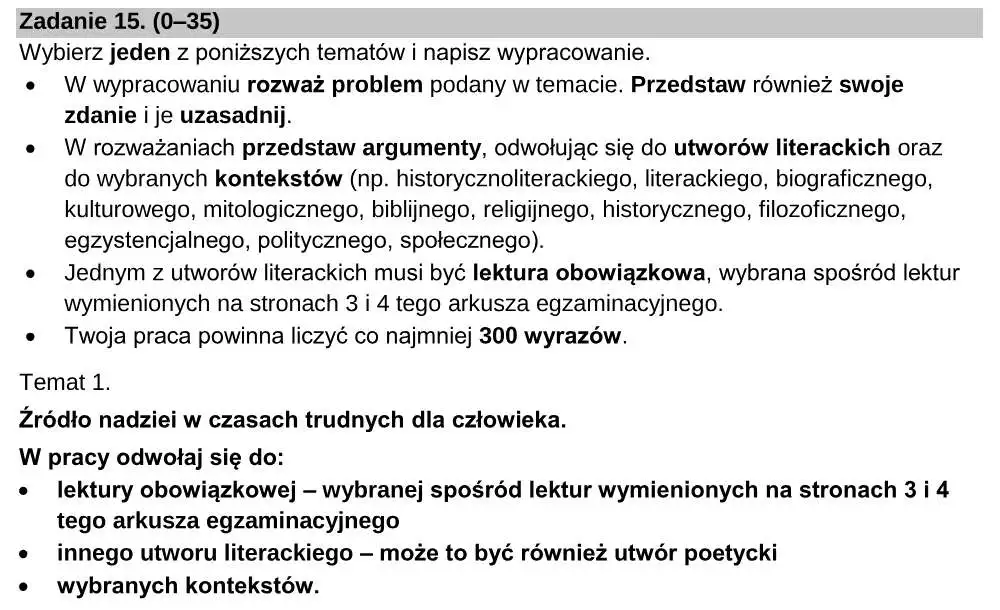 Zadanie 15. (0–35)
Wybierz jeden z poniższych tematów i napisz wypracowanie.
• W wypracowaniu rozważ problem podany w temacie. Przedstaw również swoje
zdanie i je uzasadnij.
• W rozważaniach przedstaw argumenty, odwołując się do utworów literackich oraz
do wybranych kontekstów (np. historycznoliterackiego, literackiego, biograficznego,
kulturowego, mitologicznego, biblijnego, religijnego, historycznego, filozoficznego,
egzystencjalnego, politycznego, społecznego).
• Jednym z utworów literackich musi być lektura obowiązkowa, wybrana spośród lektur
wymienionych na stronach 3 i 4 tego arkusza egzaminacyjnego.
• Twoja praca powinna liczyć co najmniej 300 wyrazów.
Temat 1.
Źródło nadziei w czasach trudnych dla człowieka.
W pracy odwołaj się do:
• lektury obowiązkowej – wybranej spośród lektur wymienionych na stronach 3 i 4
tego arkusza egzaminacyjnego
• innego utworu literackiego – może to być również utwór poetycki
• wybranych kontekstów.